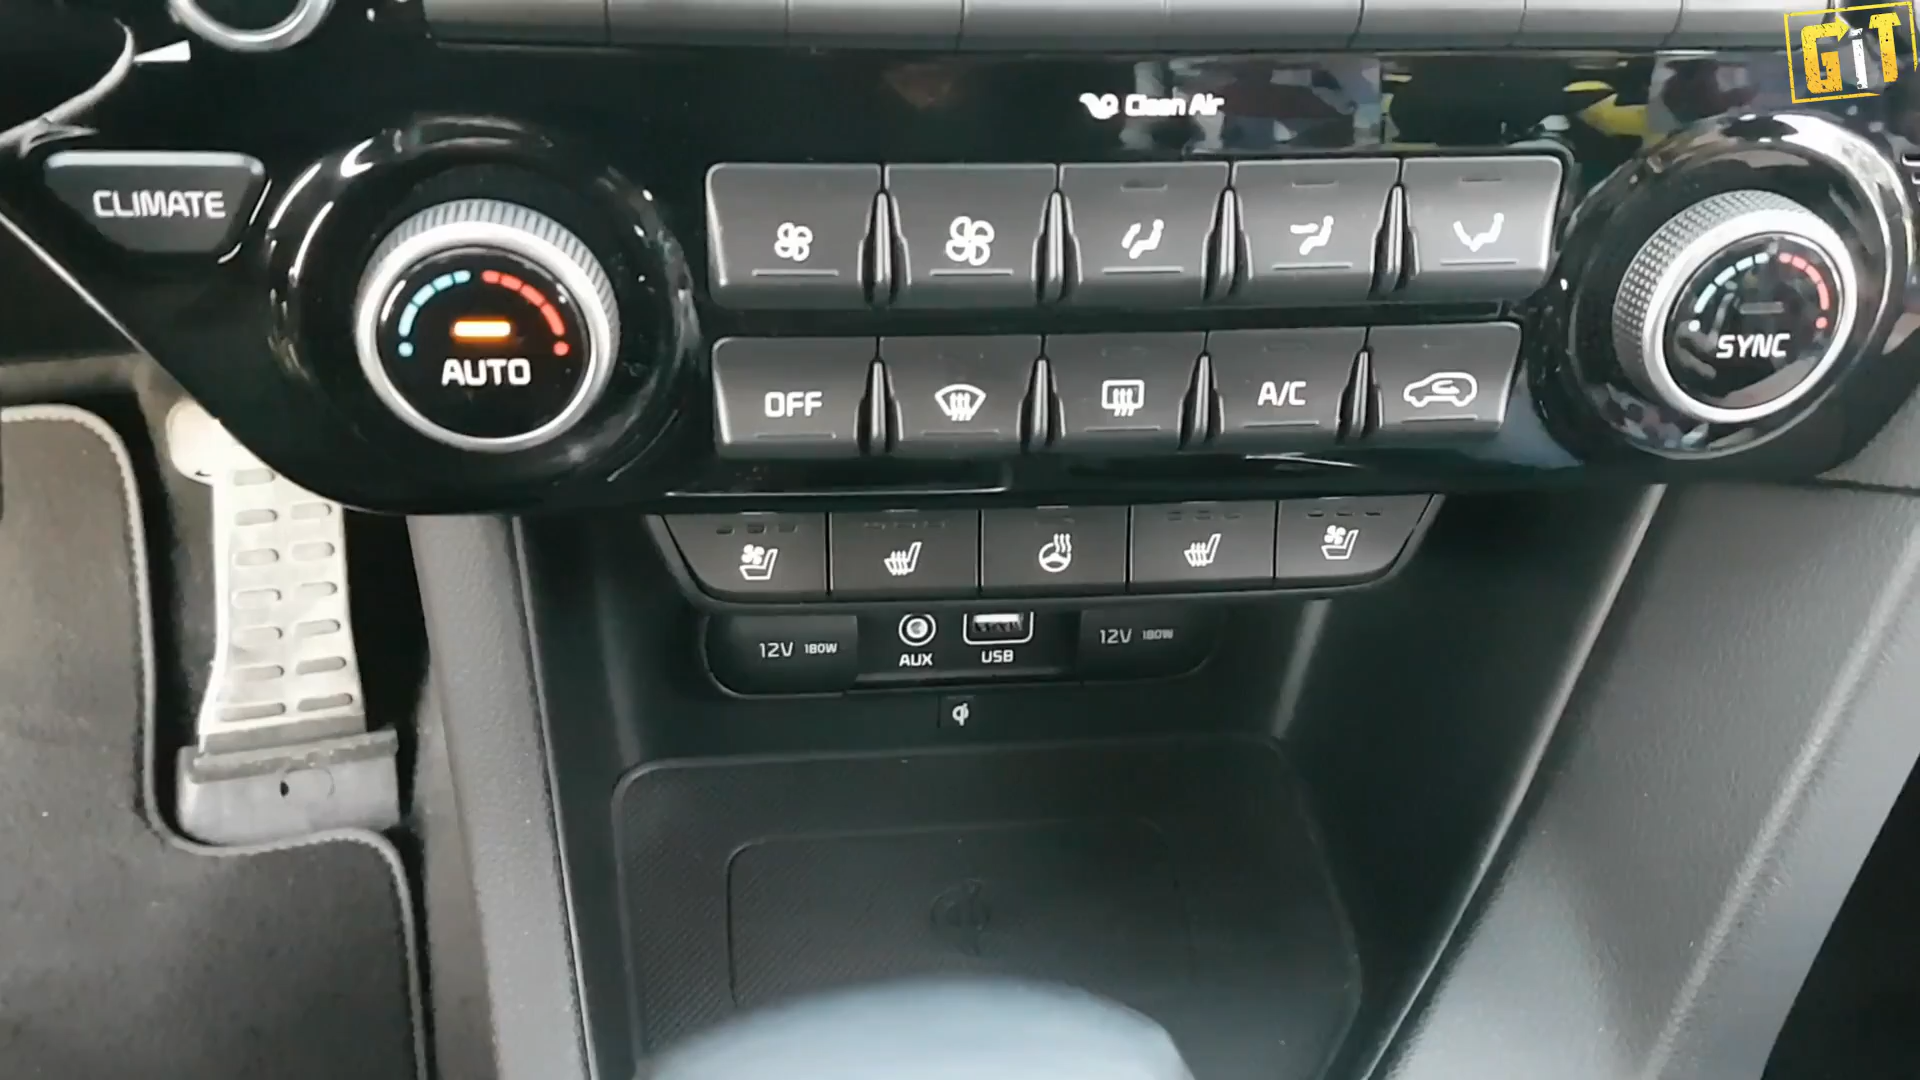 GiT
Clean Air
CLIMATE
AUTO
SYNC
OFF
A/C
12V 180W
AUX
USB
12V 180W